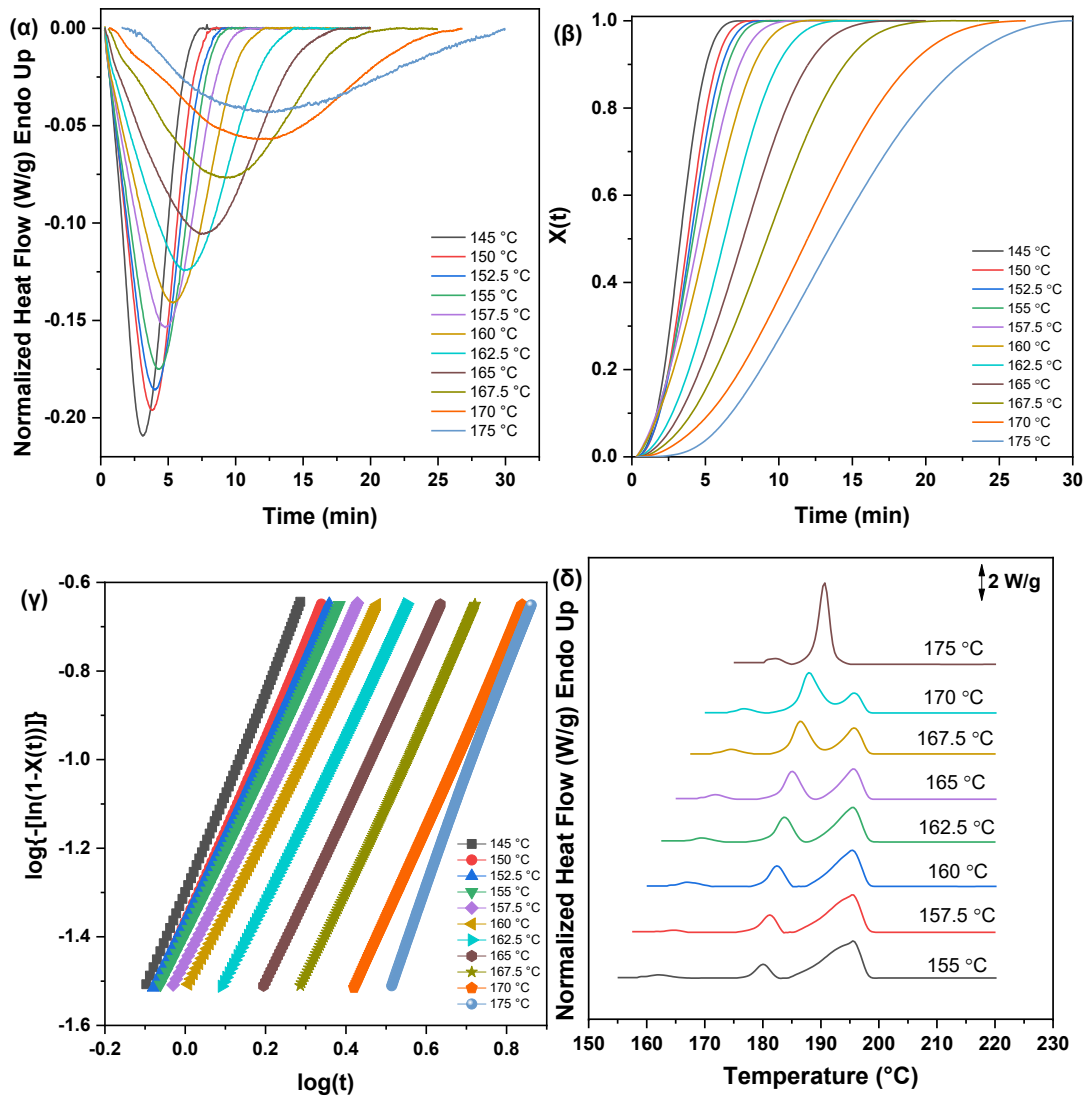 (α)
0.00
-0.05
-0.10
-0.15
-0.20
Normalized Heat Flow (W/g) Endo Up
145 °C
150 °C
152.5 °C
155 °C
157.5 °C
160 °C
162.5 °C
165 °C
167.5 °C
170 °C
175 °C
0 5 10 15 20 25 30
Time (min)
(β)
1.0
0.8
0.6
0.4
0.2
0.0
X(t)
145 °C
150 °C
152.5 °C
155 °C
157.5 °C
160 °C
162.5 °C
165 °C
167.5 °C
170 °C
175 °C
0 5 10 15 20 25 30
Time (min)
(γ)
-0.6
-0.8
-1.0
-1.2
-1.4
-1.6
log{-[ln(1-X(t))]}
145 °C
150 °C
152.5 °C
155 °C
157.5 °C
160 °C
162.5 °C
165 °C
167.5 °C
170 °C
175 °C
-0.2 0.0 0.2 0.4 0.6 0.8
log(t)
(δ)
2 W/g
Normalized Heat Flow (W/g) Endo Up
175 °C
170 °C
167.5 °C
165 °C
162.5 °C
160 °C
157.5 °C
155 °C
150 160 170 180 190 200 210 220 230
Temperature (°C)